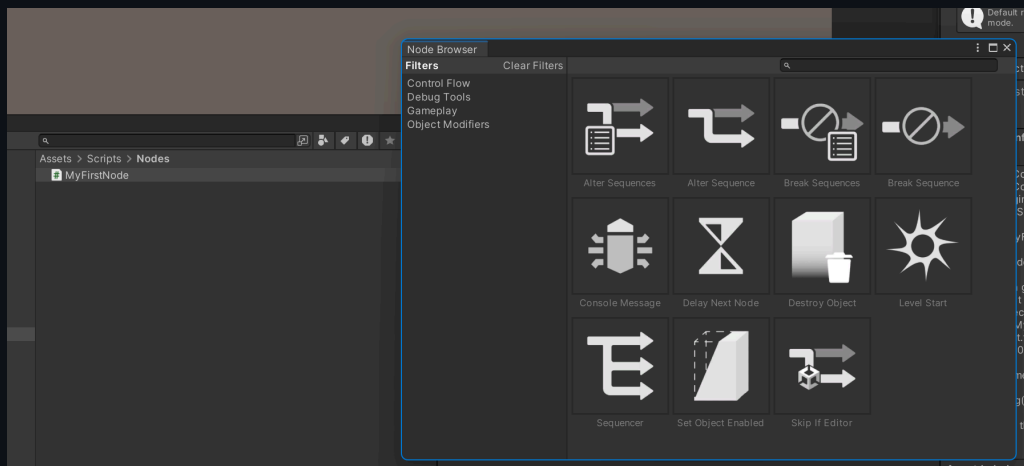 Default
mode.
Node Browser
Filters Clear Filters
Control Flow
Debug Tools
Gameplay
Object Modifiers
Assets > Scripts > Nodes
# MyFirstNode
Alter Sequences Alter Sequence Break Sequences Break Sequence
Console Message Delay Next Node Destroy Object Level Start
Sequencer Set Object Enabled Skip If Editor